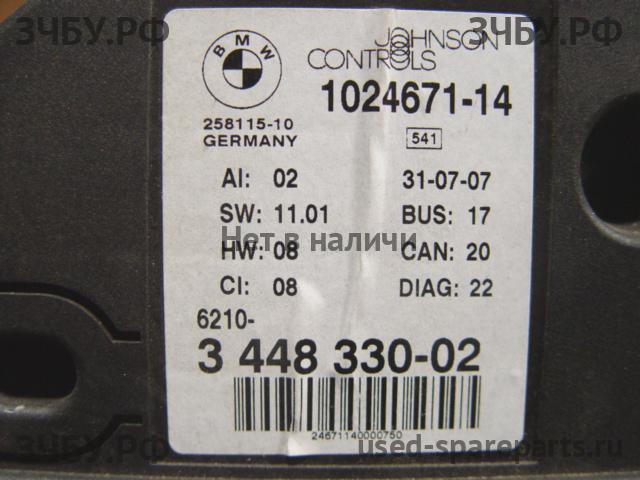 ЗЧБУ.РФ
ЗЧБУ.РФ
BMW
JOHNSON
CONTROLS
1024671-14
258115-10
GERMANY
541
AI: 02
31-07-07
SW: 11.01
BUS: 17
Нет в наличи
HW: 08
CAN: 20
CI: 08
DIAG: 22
6210-
3 448 330-02
24671140000750
ЗЧБУ.РФ
used-spareparts.ru